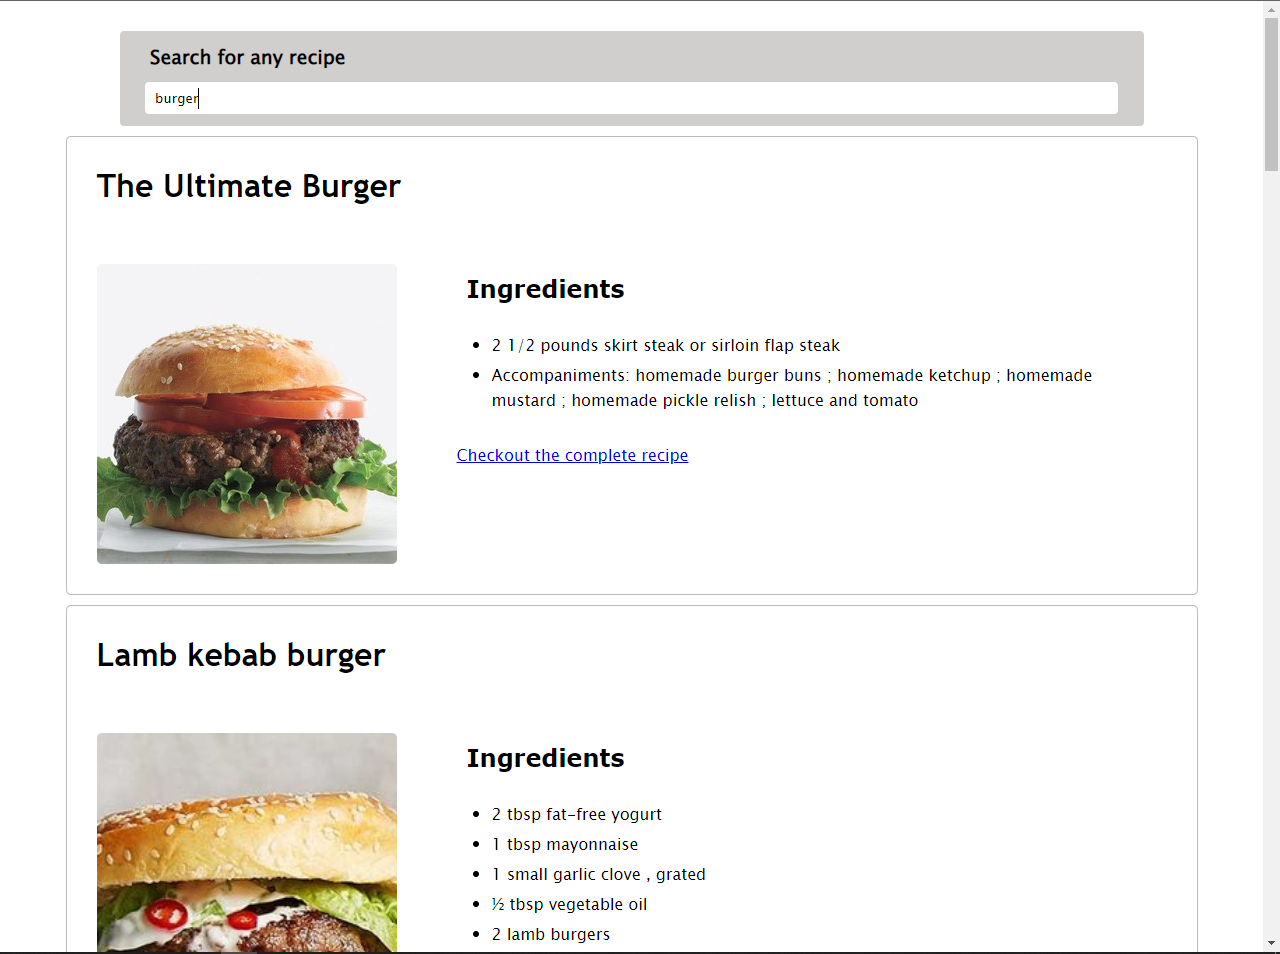 Search for any recipe
burger
The Ultimate Burger
Ingredients
2 1/2 pounds skirt steak or sirloin flap steak
Accompaniments: homemade burger buns ; homemade ketchup ; homemade
mustard ; homemade pickle relish ; lettuce and tomato
Checkout the complete recipe
Lamb kebab burger
Ingredients
2 tbsp fat-free yogurt
1 tbsp mayonnaise
1 small garlic clove , grated
½ tbsp vegetable oil
2 lamb burgers